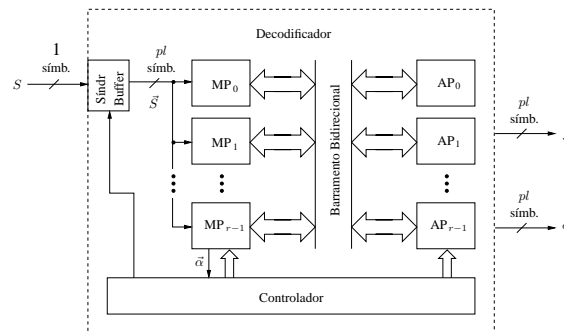 Decodificador
1
símb.
S
Síndr
Buffer
pl
símb.
S⃗
MP₀
MP₁
MPᵣ₋₁
Barramento Bidirecional
AP₀
AP₁
APᵣ₋₁
pl
símb.
pl
símb.
α⃗
Controlador